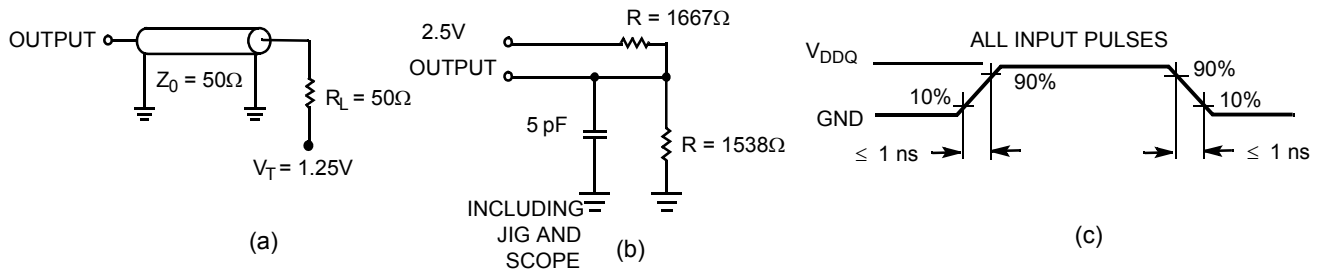 OUTPUT
Z0 = 50Ω
RL = 50Ω
VT = 1.25V
(a)
R = 1667Ω
2.5V
OUTPUT
5 pF
R = 1538Ω
INCLUDING
JIG AND
SCOPE
(b)
ALL INPUT PULSES
VDDQ
90%
90%
10%
10%
GND
≤ 1 ns
≤ 1 ns
(c)